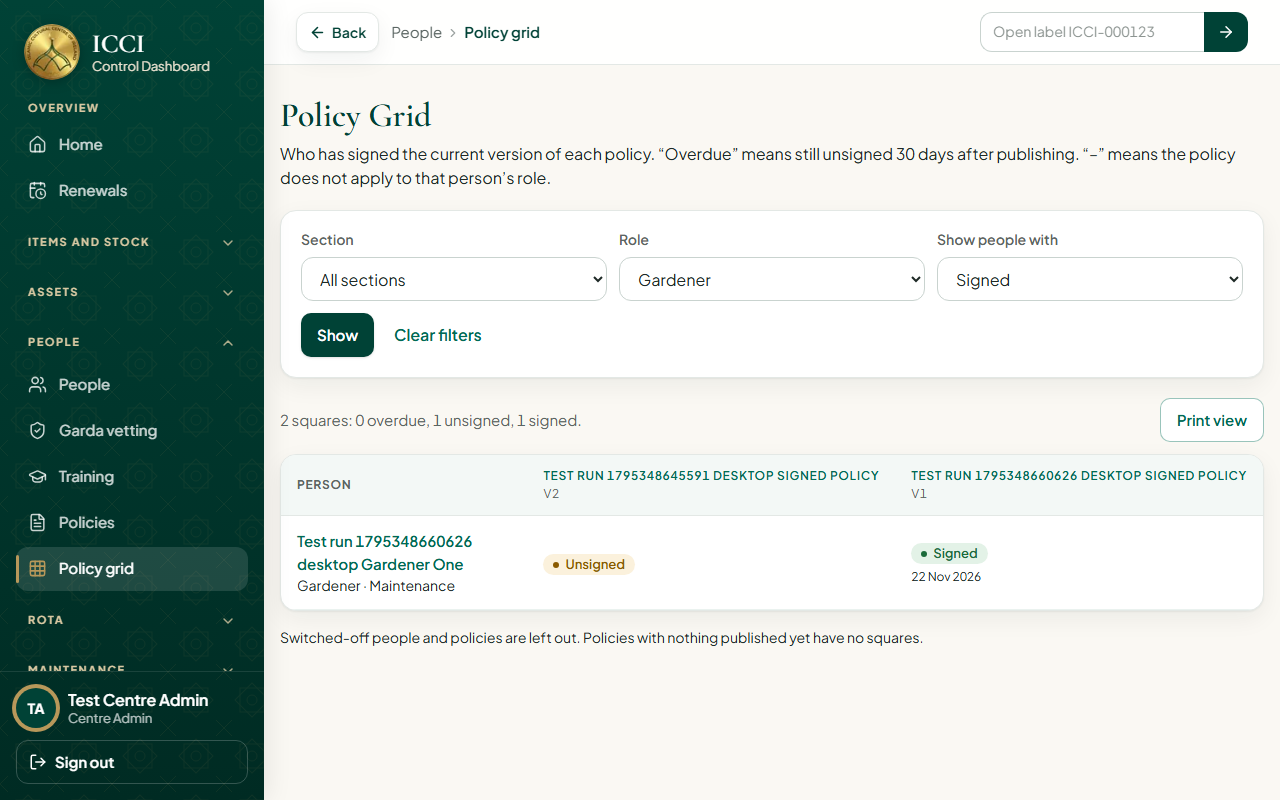 ICCI
Control Dashboard
OVERVIEW
Home
Renewals
ITEMS AND STOCK
ASSETS
PEOPLE
People
Garda vetting
Training
Policies
Policy grid
ROTA
MAINTENANCE
TA
Test Centre Admin
Centre Admin
Sign out
Back
People › Policy grid
Open label ICCI-000123
Policy Grid
Who has signed the current version of each policy. “Overdue” means still unsigned 30 days after publishing. “–” means the policy
does not apply to that person’s role.
Section
Role
Show people with
All sections
Gardener
Signed
Show
Clear filters
2 squares: 0 overdue, 1 unsigned, 1 signed.
Print view
PERSON
TEST RUN 1795348645591 DESKTOP SIGNED POLICY
V2
TEST RUN 1795348660626 DESKTOP SIGNED POLICY
V1
Test run 1795348660626
desktop Gardener One
Gardener · Maintenance
Unsigned
Signed
22 Nov 2026
Switched-off people and policies are left out. Policies with nothing published yet have no squares.